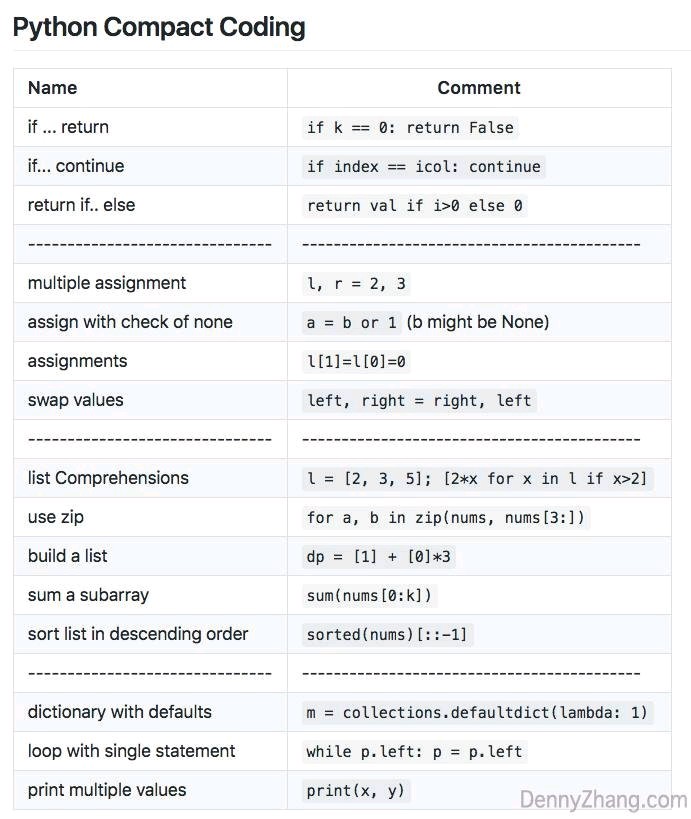 Python Compact Coding
Name Comment
if ... return if k == 0: return False
if... continue if index == icol: continue
return if.. else return val if i>0 else 0
------------------------------- -------------------------------------------
multiple assignment l, r = 2, 3
assign with check of none a = b or 1 (b might be None)
assignments l[1]=l[0]=0
swap values left, right = right, left
------------------------------- -------------------------------------------
list Comprehensions l = [2, 3, 5]; [2*x for x in l if x>2]
use zip for a, b in zip(nums, nums[3:])
build a list dp = [1] + [0]*3
sum a subarray sum(nums[0:k])
sort list in descending order sorted(nums)[::-1]
------------------------------- -------------------------------------------
dictionary with defaults m = collections.defaultdict(lambda: 1)
loop with single statement while p.left: p = p.left
print multiple values print(x, y)
DennyZhang.com